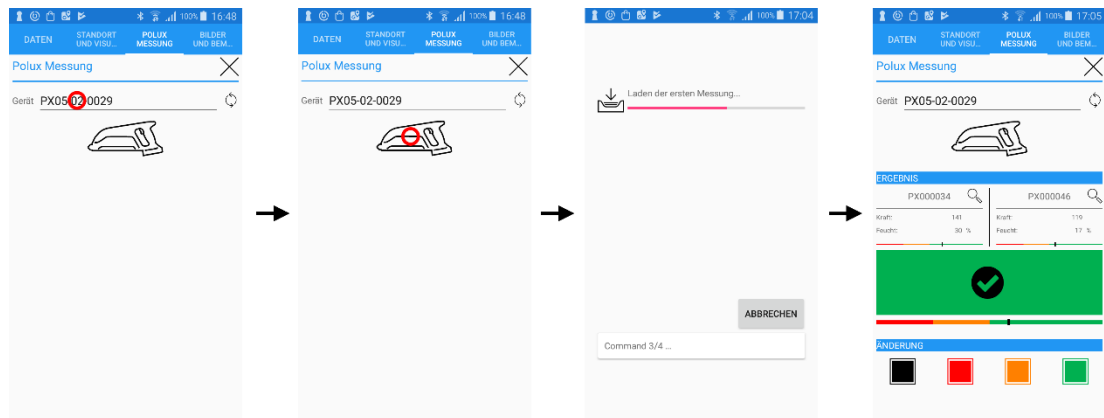 100% 16:48
DATEN STANDORT UND VISU... POLUX MESSUNG BILDER UND BEM...
Polux Messung
Gerät PX05-02-0029
100% 16:48
DATEN STANDORT UND VISU... POLUX MESSUNG BILDER UND BEM...
Polux Messung
Gerät PX05-02-0029
100% 17:04
Laden der ersten Messung...
ABBRECHEN
Command 3/4 ...
100% 17:05
DATEN STANDORT UND VISU... POLUX MESSUNG BILDER UND BEM...
Polux Messung
Gerät PX05-02-0029
ERGEBNIS
PX000034 PX000046
Kraft: 141 Kraft: 119
Feucht: 30 % Feucht: 17 %
ÄNDERUNG